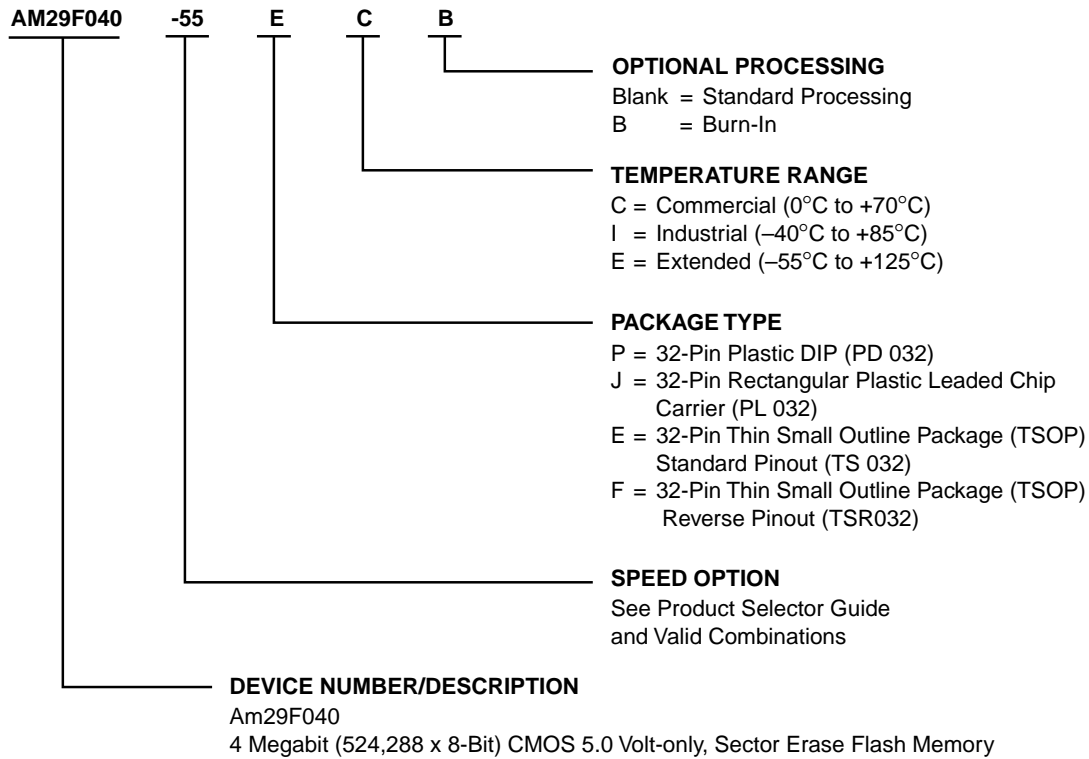 AM29F040 -55 E C B
OPTIONAL PROCESSING
Blank = Standard Processing
B = Burn-In
TEMPERATURE RANGE
C = Commercial (0°C to +70°C)
I = Industrial (–40°C to +85°C)
E = Extended (–55°C to +125°C)
PACKAGE TYPE
P = 32-Pin Plastic DIP (PD 032)
J = 32-Pin Rectangular Plastic Leaded Chip
Carrier (PL 032)
E = 32-Pin Thin Small Outline Package (TSOP)
Standard Pinout (TS 032)
F = 32-Pin Thin Small Outline Package (TSOP)
Reverse Pinout (TSR032)
SPEED OPTION
See Product Selector Guide
and Valid Combinations
DEVICE NUMBER/DESCRIPTION
Am29F040
4 Megabit (524,288 x 8-Bit) CMOS 5.0 Volt-only, Sector Erase Flash Memory